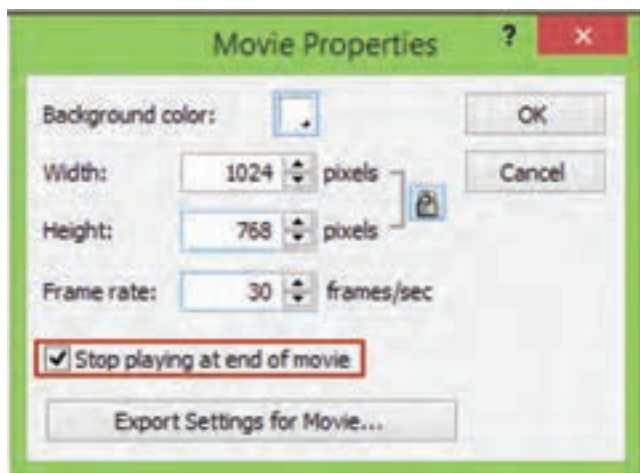 Movie Properties ? ×
Background color: OK
Width: 1024 pixels Cancel
Height: 768 pixels
Frame rate: 30 frames/sec
Stop playing at end of movie
Export Settings for Movie...